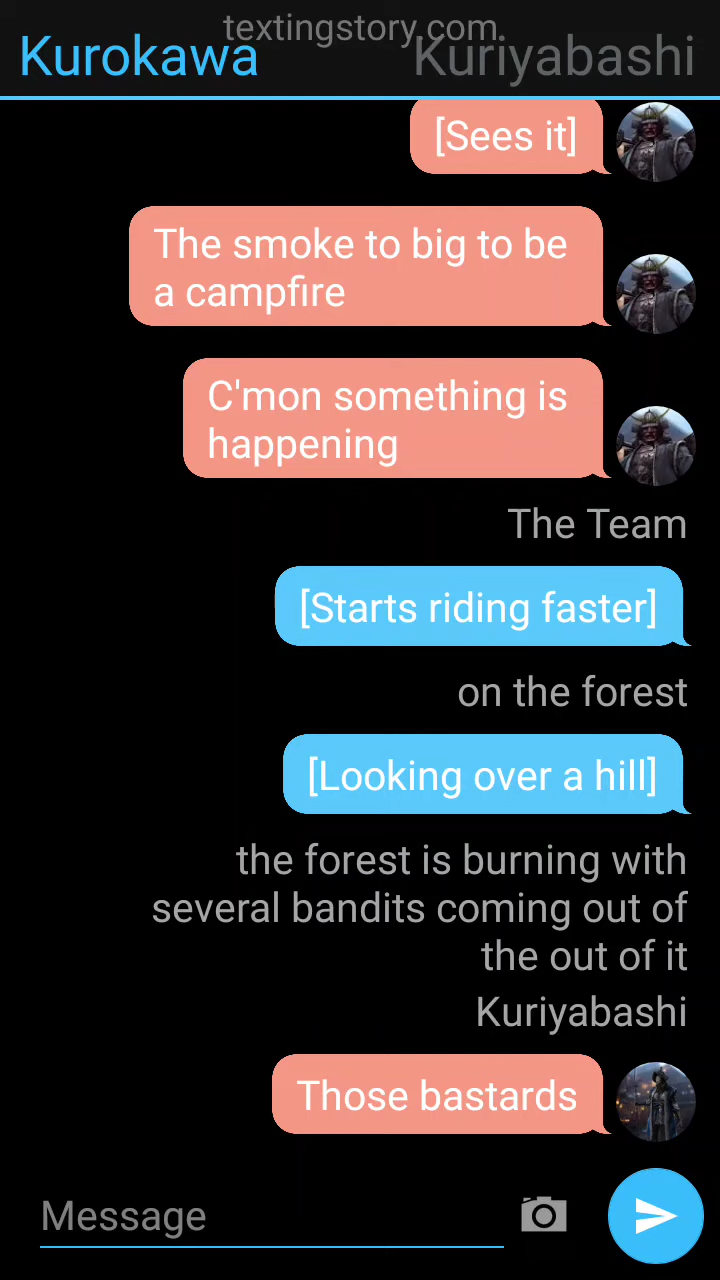 textingstory.com
Kurokawa
Kuriyabashi
[Sees it]
The smoke to big to be
a campfire
C'mon something is
happening
The Team
[Starts riding faster]
on the forest
[Looking over a hill]
the forest is burning with
several bandits coming out of
the out of it
Kuriyabashi
Those bastards
Message